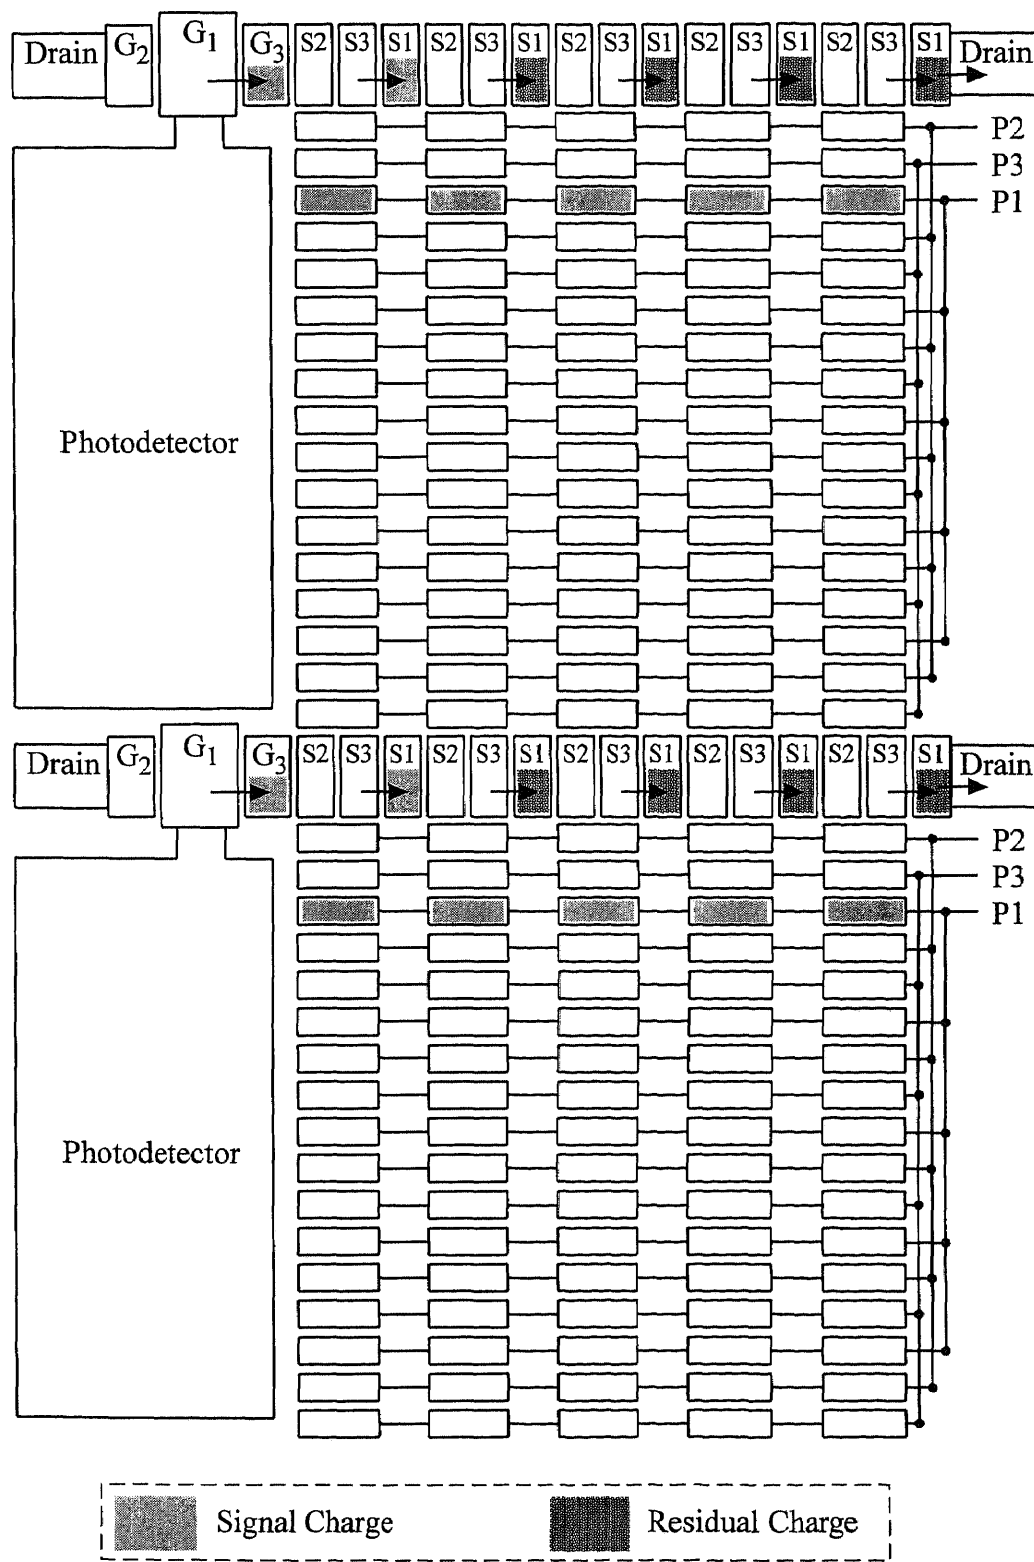 Drain G2 G1 G3 S2 S3 S1 S2 S3 S1 S2 S3 S1 S2 S3 S1 S2 S3 S1 Drain
P2
P3
P1
Photodetector
Drain G2 G1 G3 S2 S3 S1 S2 S3 S1 S2 S3 S1 S2 S3 S1 S2 S3 S1 Drain
P2
P3
P1
Photodetector
Signal Charge Residual Charge